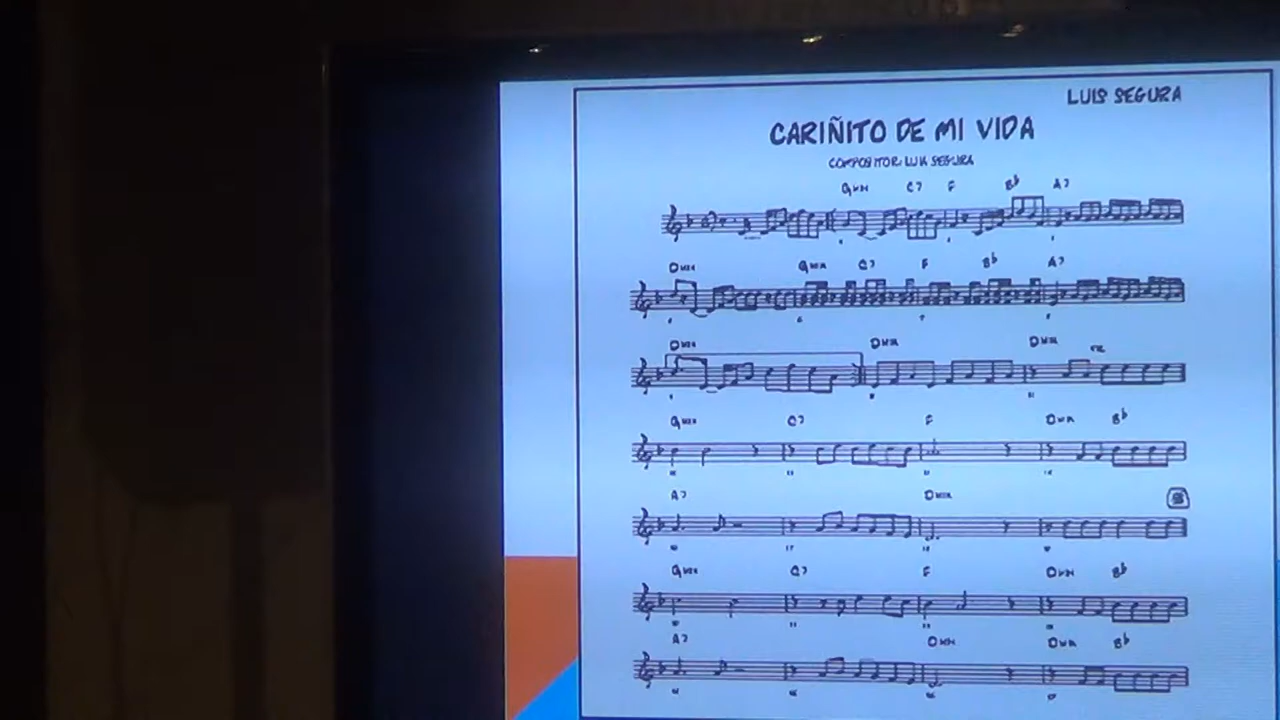 LUIS SEGURA
CARIÑITO DE MI VIDA
COMPOSITOR: LUIS SEGURA
GMIN C7 F Bb A7
DMIN GMIN C7 F Bb A7
DMIN DMIN DMIN
GMIN C7 F DMIN Bb
A7 DMIN
GMIN C7 F DMIN Bb
A7 DMIN DMIN Bb